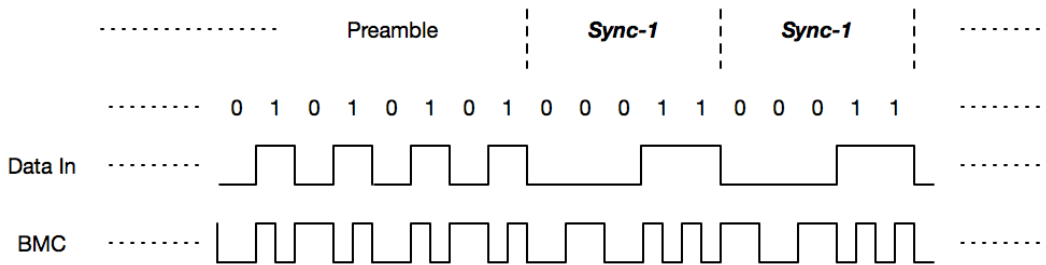 Preamble Sync-1 Sync-1
0 1 0 1 0 1 0 1 0 0 0 1 1 0 0 0 1 1
Data In
BMC